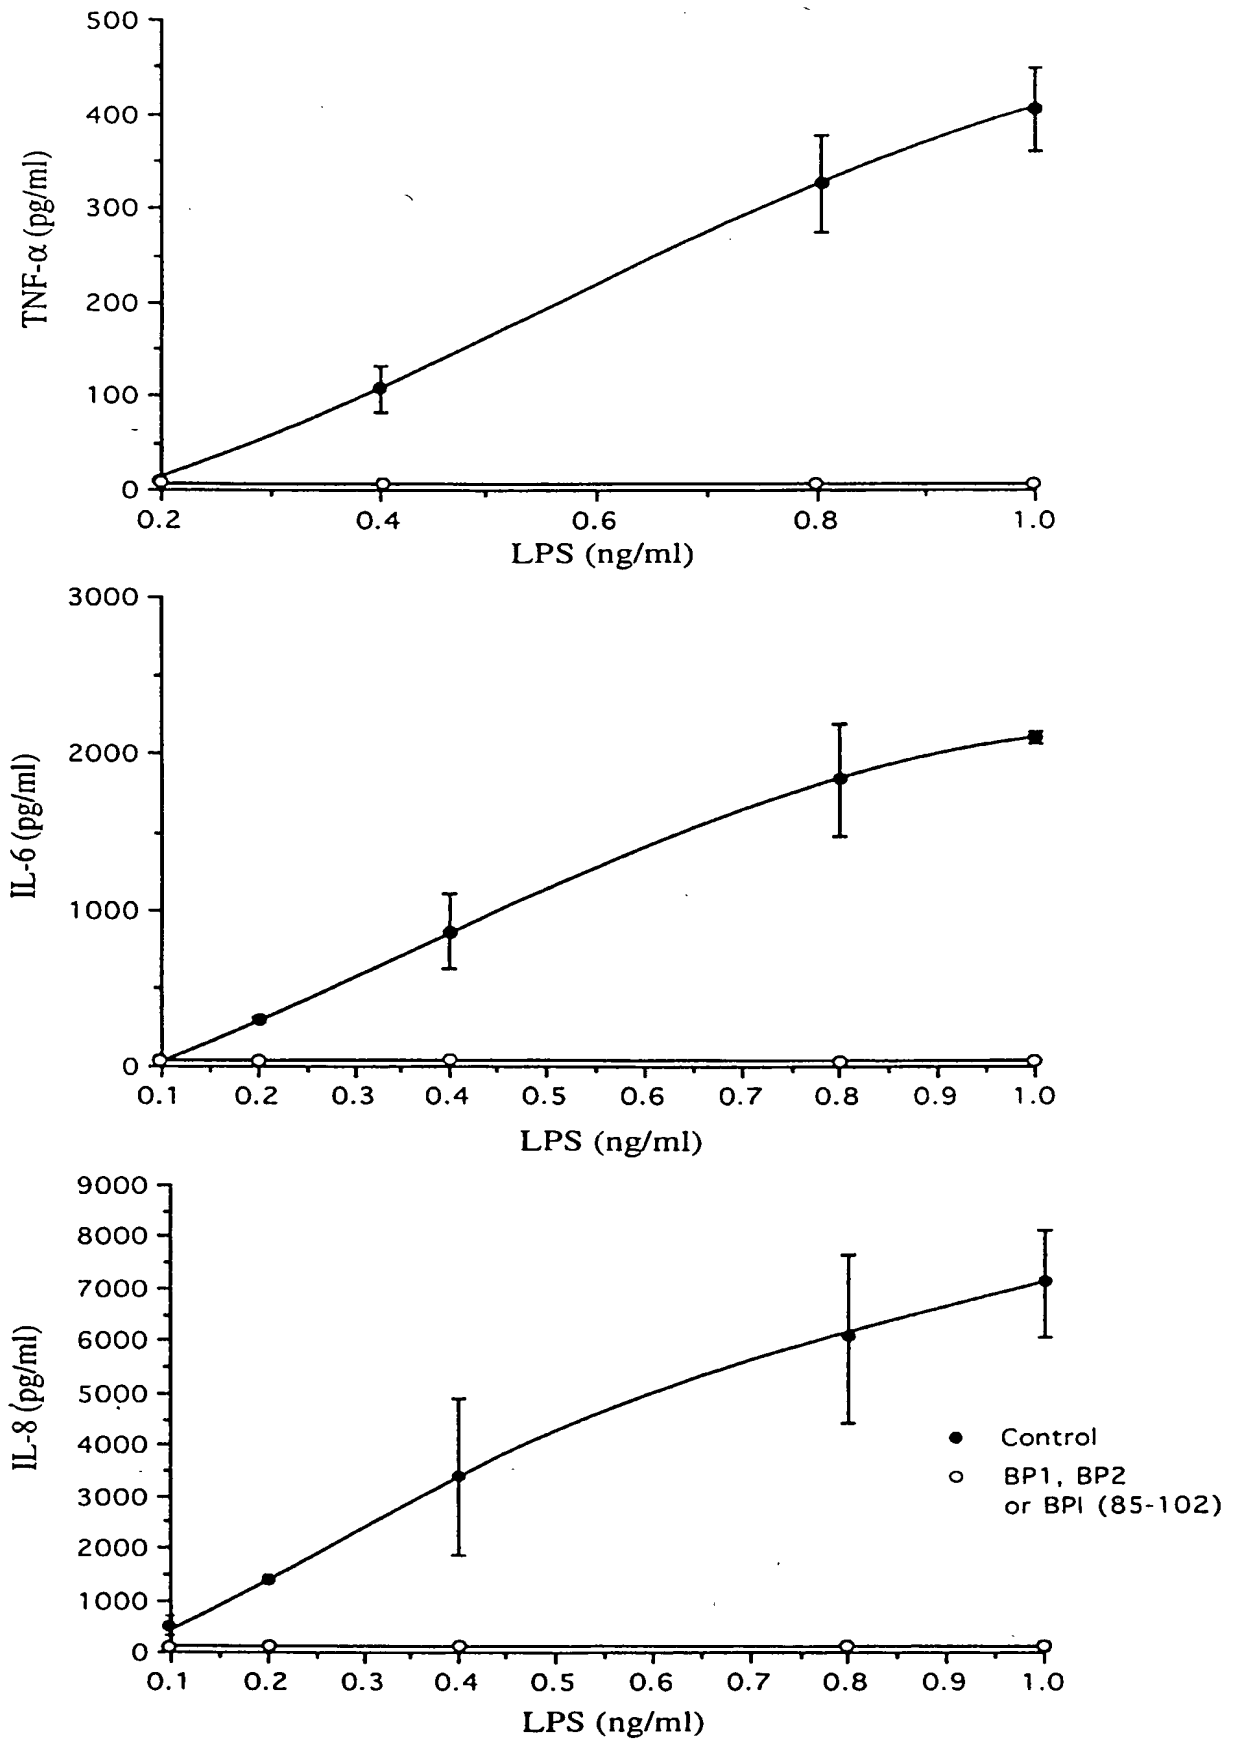 500
400
300
200
100
0
TNF-α (pg/ml)
0.2 0.4 0.6 0.8 1.0
LPS (ng/ml)
3000
2000
1000
0
IL-6 (pg/ml)
0.1 0.2 0.3 0.4 0.5 0.6 0.7 0.8 0.9 1.0
LPS (ng/ml)
9000
8000
7000
6000
5000
4000
3000
2000
1000
0
IL-8 (pg/ml)
Control
BP1, BP2
or BPI (85-102)
0.1 0.2 0.3 0.4 0.5 0.6 0.7 0.8 0.9 1.0
LPS (ng/ml)